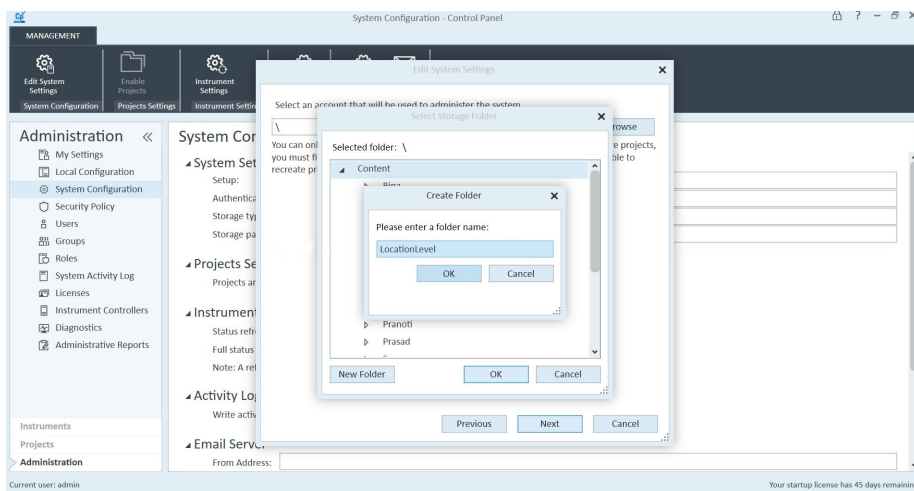 System Configuration - Control Panel
MANAGEMENT
Edit System
Settings
Enable
Projects
Instrument
Settings
System Configuration
Projects Settings
Instrument Settin
Administration
My Settings
Local Configuration
System Configuration
Security Policy
Users
Groups
Roles
System Activity Log
Licenses
Instrument Controllers
Diagnostics
Administrative Reports
Instruments
Projects
Administration
System Cor
System Set
Setup:
Authentica
Storage typ
Storage pa
Projects Se
Projects ar
Instrument
Status refr
Full status
Note: A ref
Activity Lo
Write activ
Email Server
From Address:
Edit System Settings
Select an account that will be used to administer the system
\
rowse
You can onl
e projects,
you must fi
ble to
recreate pr
Select Storage Folder
Selected folder: \
Content
Create Folder
Please enter a folder name:
LocationLevel
OK
Cancel
Pranoti
Prasad
New Folder
OK
Cancel
Previous
Next
Cancel
Current user: admin
Your startup license has 45 days remainin